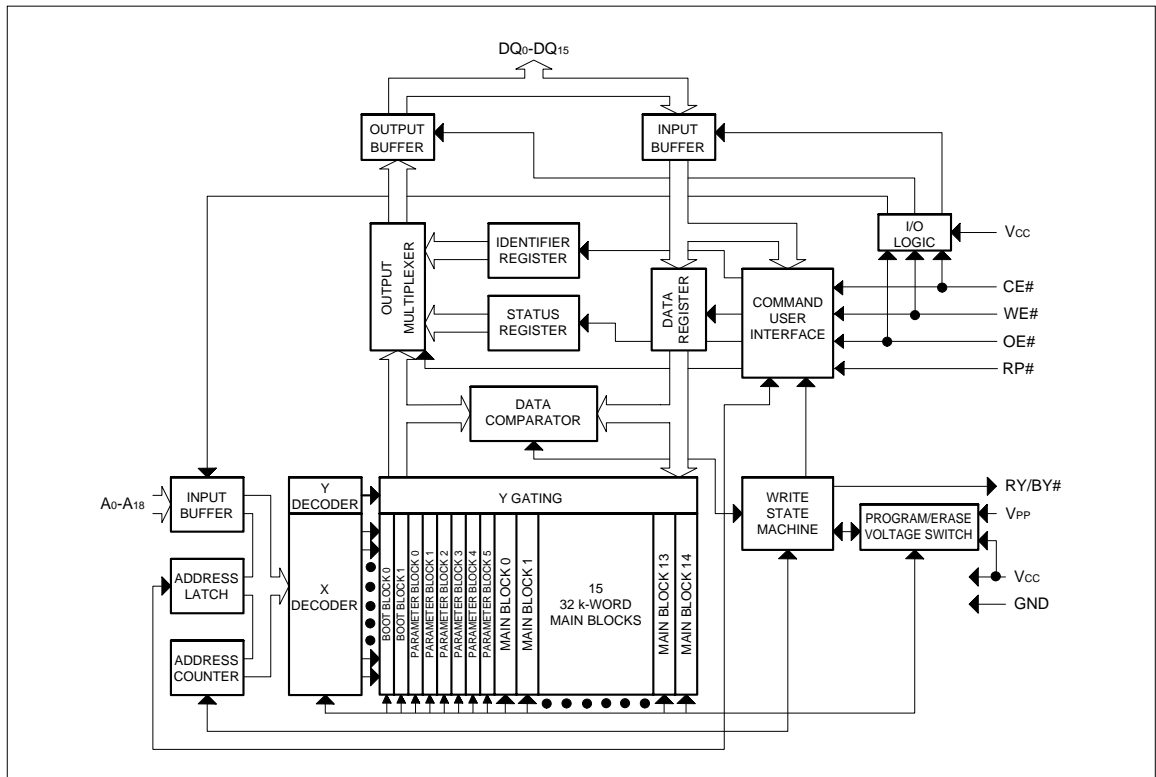 DQ0-DQ15
OUTPUT
BUFFER
INPUT
BUFFER
I/O
LOGIC
VCC
OUTPUT
MULTIPLEXER
IDENTIFIER
REGISTER
STATUS
REGISTER
DATA
REGISTER
COMMAND
USER
INTERFACE
CE#
WE#
OE#
RP#
DATA
COMPARATOR
A0-A18
INPUT
BUFFER
Y
DECODER
Y GATING
WRITE
STATE
MACHINE
RY/BY#
PROGRAM/ERASE
VOLTAGE SWITCH
VPP
VCC
GND
ADDRESS
LATCH
ADDRESS
COUNTER
X
DECODER
BOOT BLOCK 0
BOOT BLOCK 1
PARAMETER BLOCK 0
PARAMETER BLOCK 1
PARAMETER BLOCK 2
PARAMETER BLOCK 3
PARAMETER BLOCK 4
PARAMETER BLOCK 5
MAIN BLOCK 0
MAIN BLOCK 1
15
32 k-WORD
MAIN BLOCKS
MAIN BLOCK 13
MAIN BLOCK 14